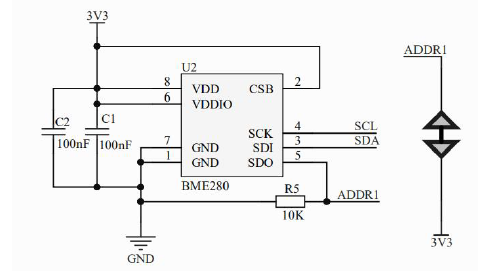 3V3
ADDR1
U2
8 VDD CSB 2
6 VDDIO
C2 C1
100nF 100nF
SCK 4 SCL
7 GND SDI 3 SDA
1 GND SDO 5
BME280
R5 ADDR1
10K
3V3
GND